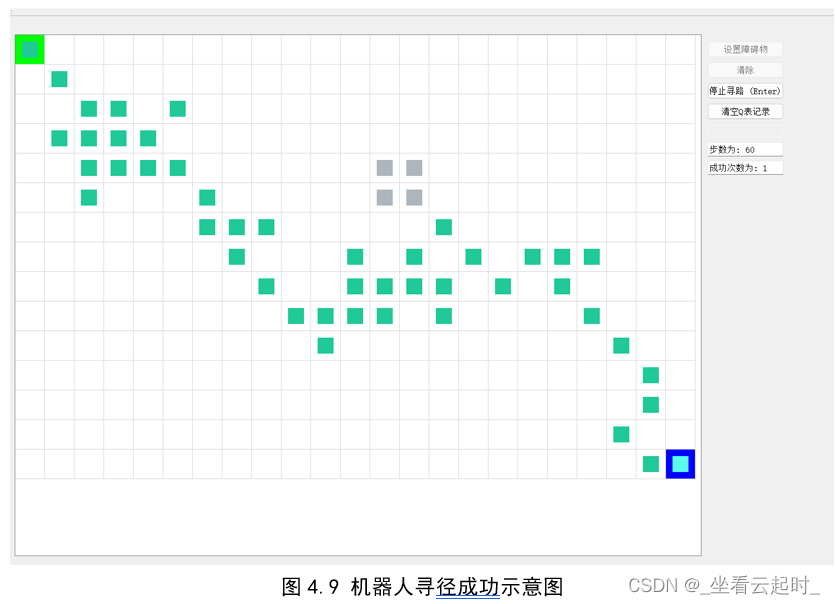 设置障碍物
清除
停止寻路 (Enter)
清空Q表记录
步数为: 60
成功次数为: 1
图 4.9 机器人寻径成功示意图
CSDN @_坐看云起时_